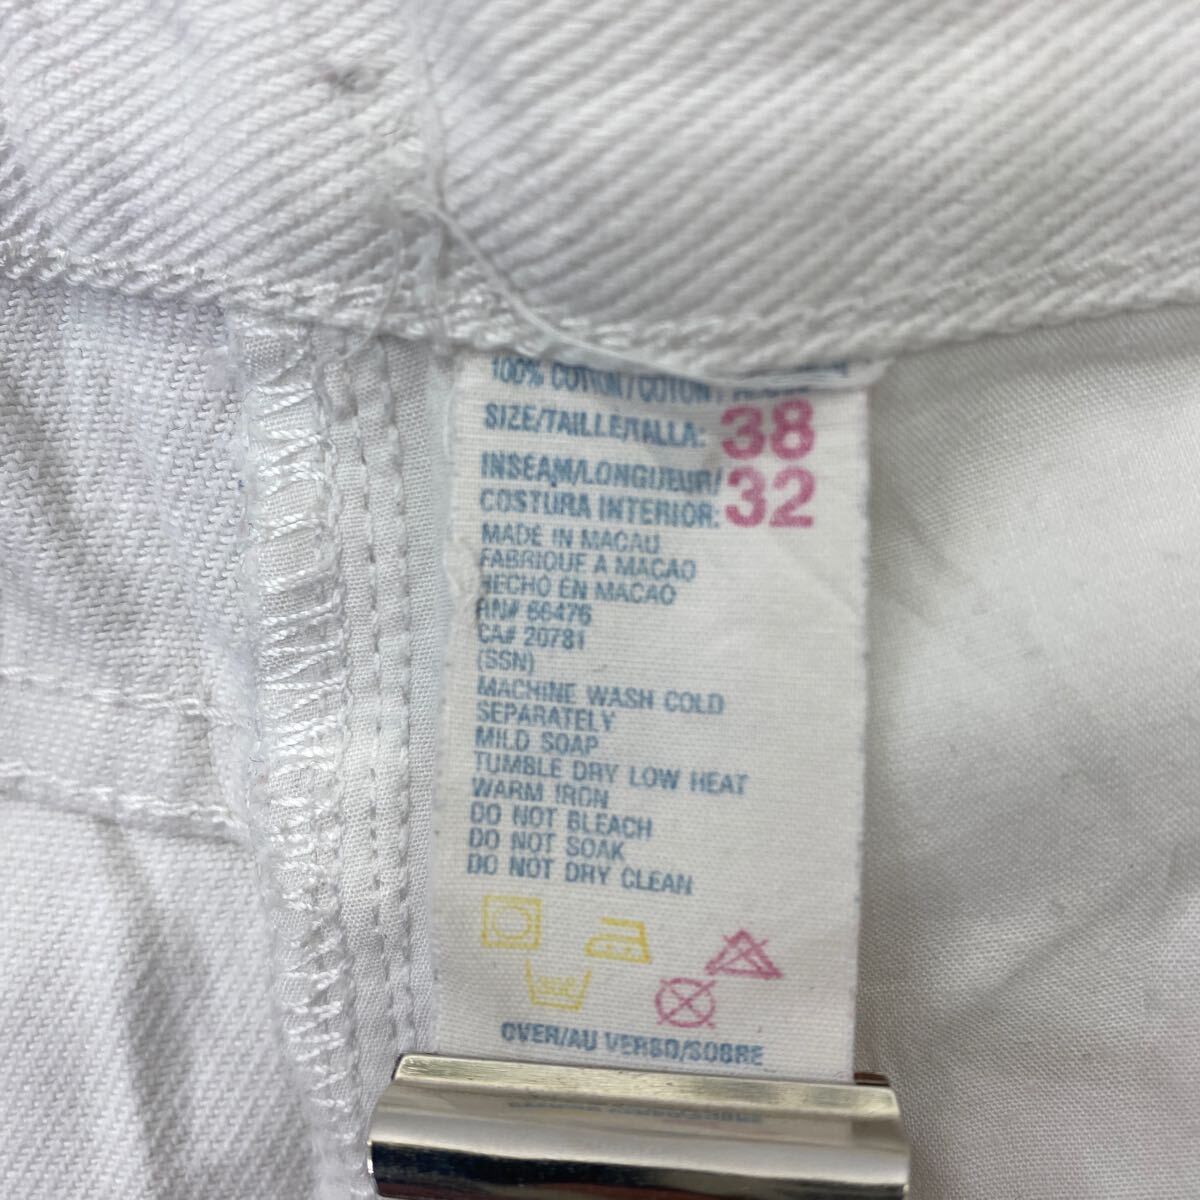 100% COTTON/COTON/
SIZE/TAILLE/TALLA: 38
INSEAM/LONGUEUR/
COSTURA INTERIOR: 32
MADE IN MACAU
FABRIQUE A MACAO
HECHO EN MACAO
RN# 66476
CA# 20781
(SSN)
MACHINE WASH COLD
SEPARATELY
MILD SOAP
TUMBLE DRY LOW HEAT
WARM IRON
DO NOT BLEACH
DO NOT SOAK
DO NOT DRY CLEAN
OVER/AU VERSO/SOBRE